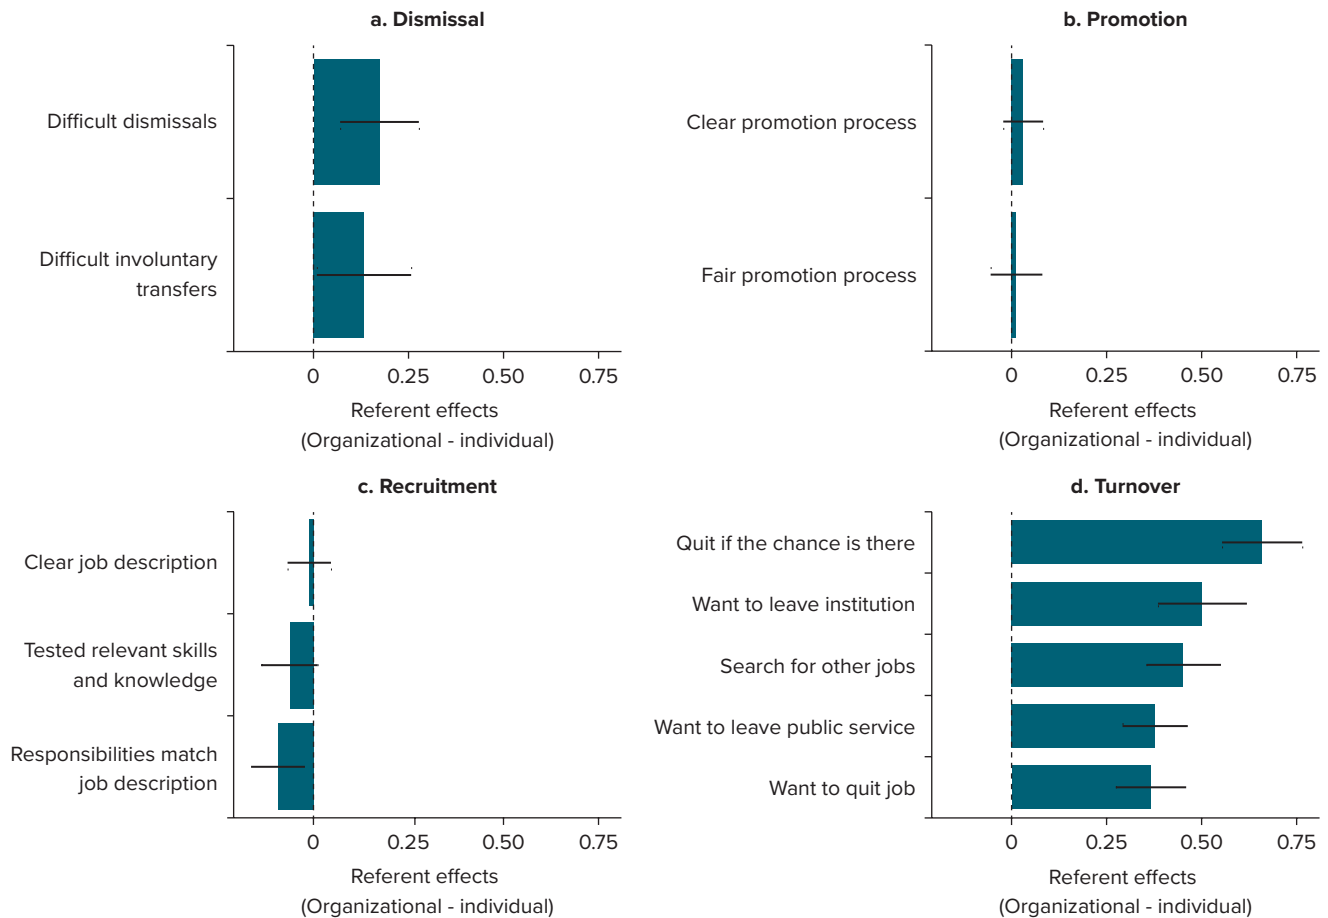 a. Dismissal
Difficult dismissals
Difficult involuntary
transfers
0 0.25 0.50 0.75
Referent effects
(Organizational - individual)
b. Promotion
Clear promotion process
Fair promotion process
0 0.25 0.50 0.75
Referent effects
(Organizational - individual)
c. Recruitment
Clear job description
Tested relevant skills
and knowledge
Responsibilities match
job description
0 0.25 0.50 0.75
Referent effects
(Organizational - individual)
d. Turnover
Quit if the chance is there
Want to leave institution
Search for other jobs
Want to leave public service
Want to quit job
0 0.25 0.50 0.75
Referent effects
(Organizational - individual)